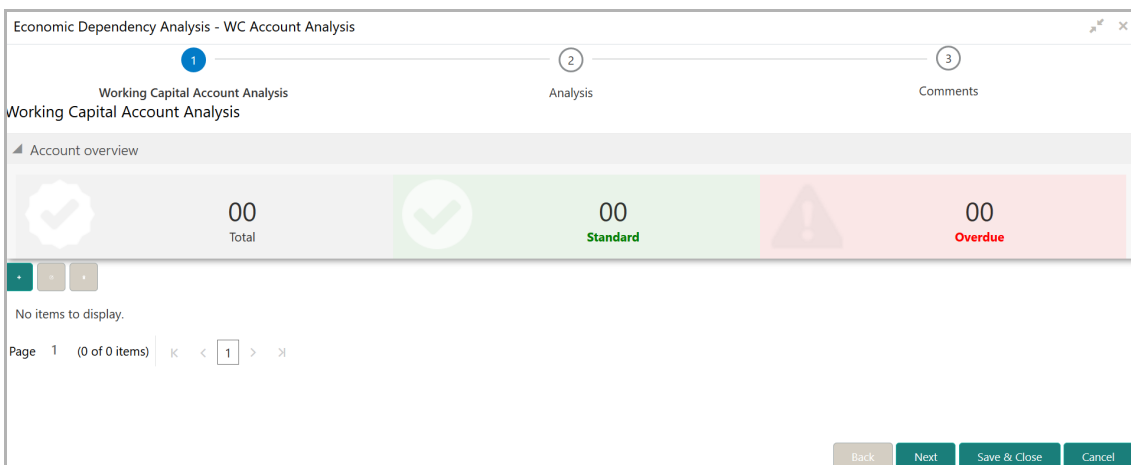 Economic Dependency Analysis - WC Account Analysis
1 2 3
Working Capital Account Analysis Analysis Comments
Working Capital Account Analysis
Account overview
00 00 00
Total Standard Overdue
+
No items to display.
Page 1 (0 of 0 items) 1
Back Next Save & Close Cancel